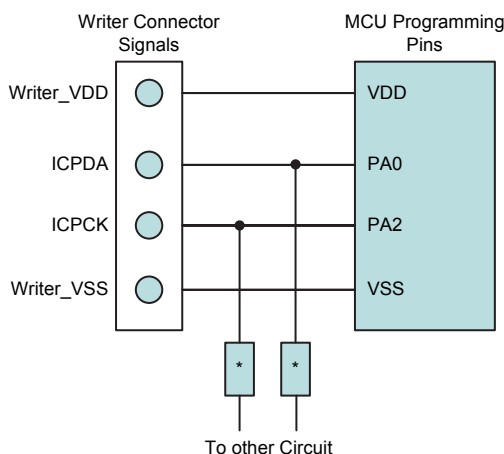 Writer Connector
Signals
MCU Programming
Pins
Writer_VDD
VDD
ICPDA
PA0
ICPCK
PA2
Writer_VSS
VSS
*
*
To other Circuit